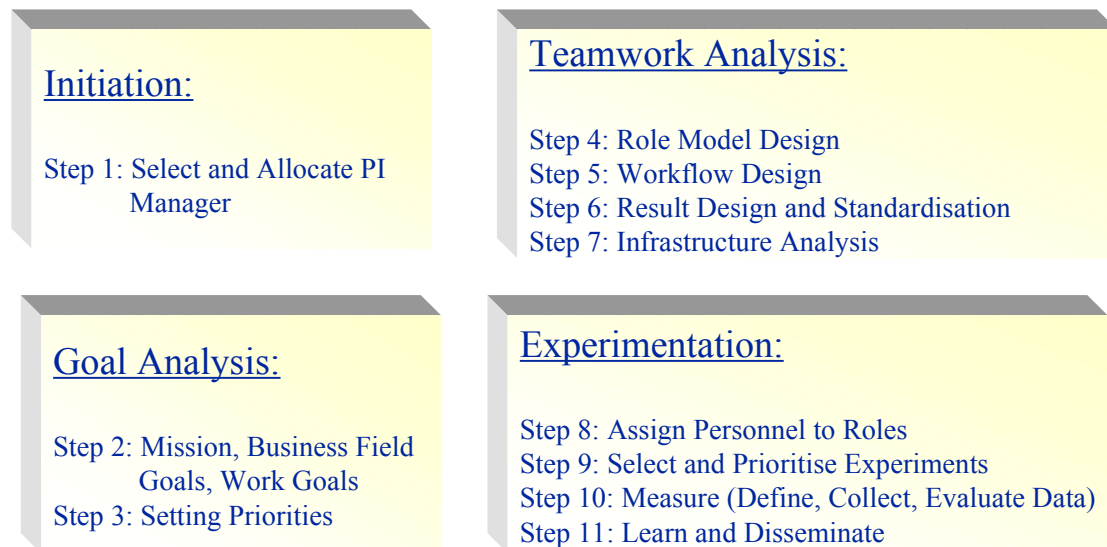 Initiation:
Step 1: Select and Allocate PI
Manager
Teamwork Analysis:
Step 4: Role Model Design
Step 5: Workflow Design
Step 6: Result Design and Standardisation
Step 7: Infrastructure Analysis
Goal Analysis:
Step 2: Mission, Business Field
Goals, Work Goals
Step 3: Setting Priorities
Experimentation:
Step 8: Assign Personnel to Roles
Step 9: Select and Prioritise Experiments
Step 10: Measure (Define, Collect, Evaluate Data)
Step 11: Learn and Disseminate